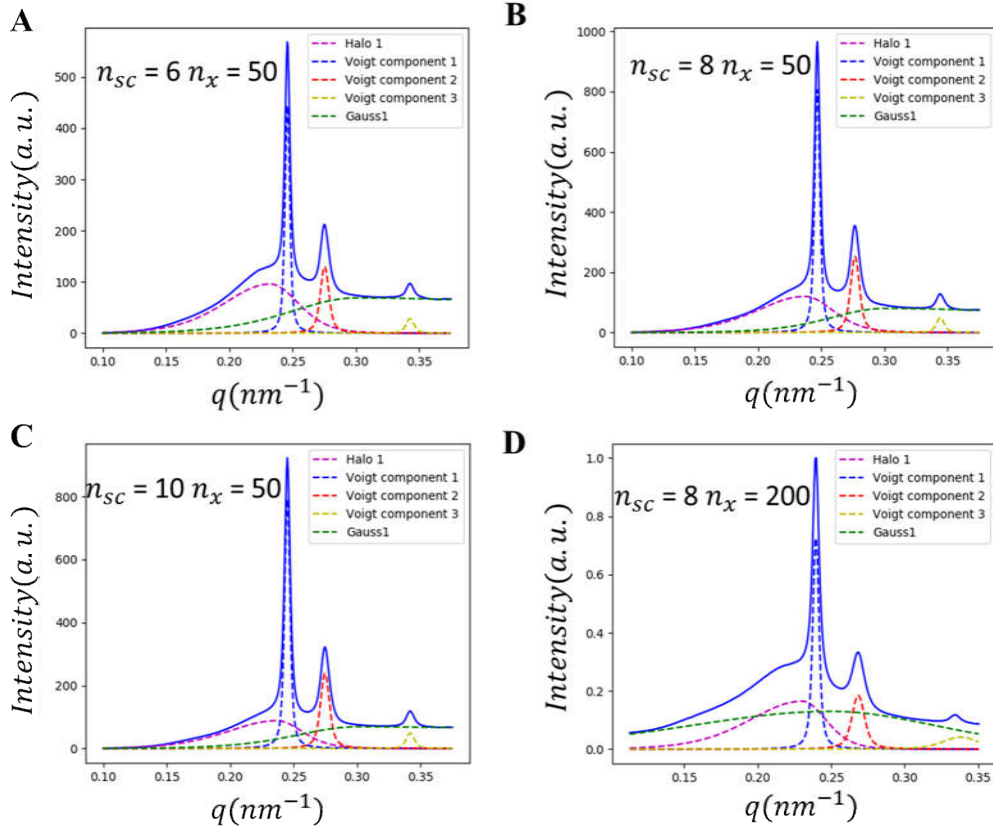 A
n_sc = 6 n_x = 50
Halo 1
Voigt component 1
Voigt component 2
Voigt component 3
Gauss1
Intensity(a.u.)
500
400
300
200
100
0
0.10 0.15 0.20 0.25 0.30 0.35
q(nm⁻¹)
B
n_sc = 8 n_x = 50
Halo 1
Voigt component 1
Voigt component 2
Voigt component 3
Gauss1
Intensity(a.u.)
1000
800
600
400
200
0
0.10 0.15 0.20 0.25 0.30 0.35
q(nm⁻¹)
C
n_sc = 10 n_x = 50
Halo 1
Voigt component 1
Voigt component 2
Voigt component 3
Gauss1
Intensity(a.u.)
800
600
400
200
0
0.10 0.15 0.20 0.25 0.30 0.35
q(nm⁻¹)
D
n_sc = 8 n_x = 200
Halo 1
Voigt component 1
Voigt component 2
Voigt component 3
Gauss1
Intensity(a.u.)
1.0
0.8
0.6
0.4
0.2
0.0
0.15 0.20 0.25 0.30 0.35
q(nm⁻¹)